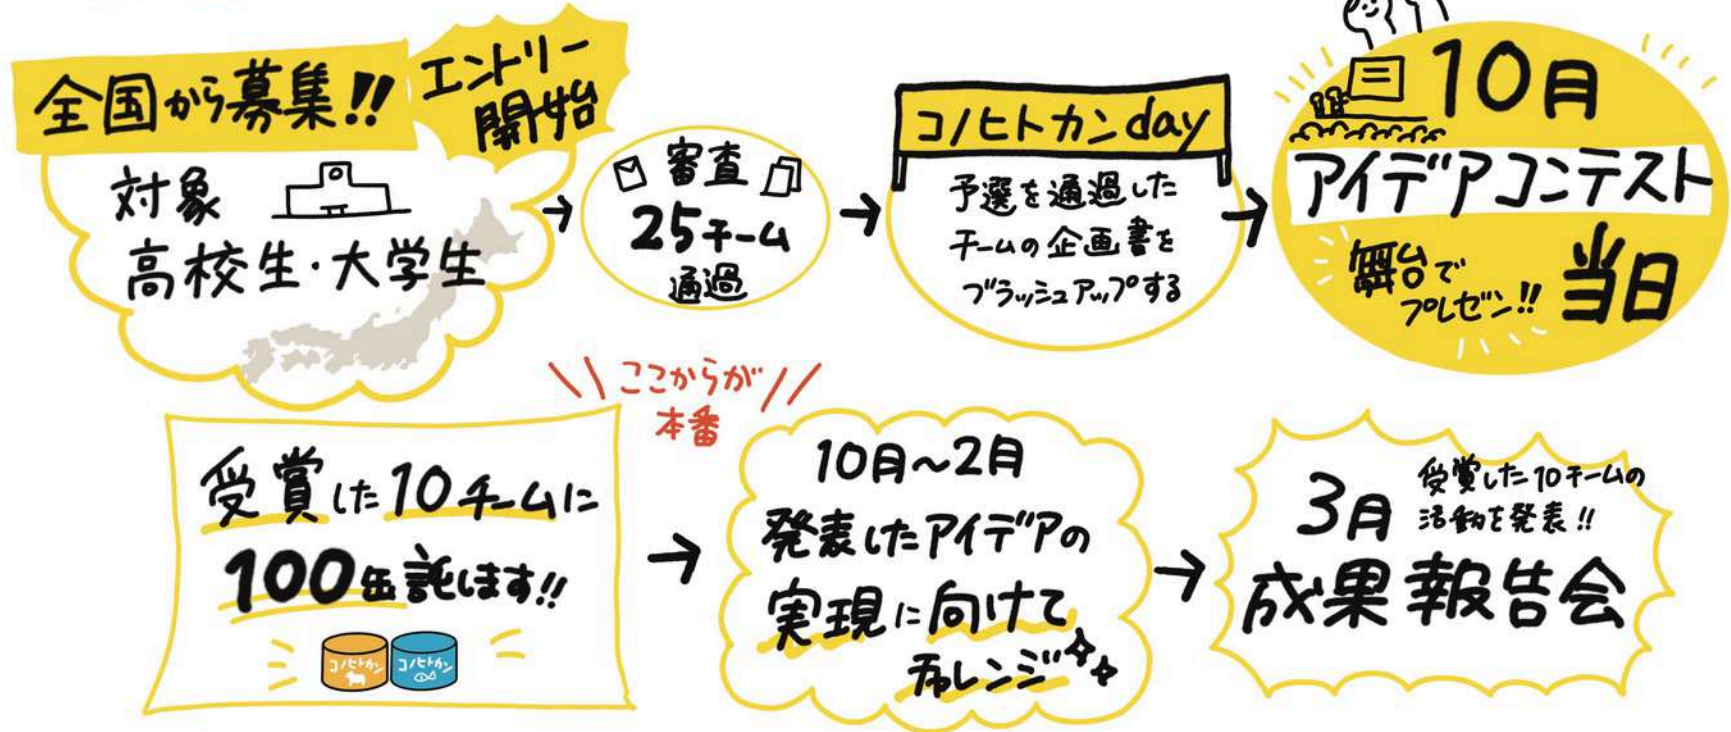 全国から募集!!
エントリー
開始
対象
高校生・大学生
審査
25チーム
通過
コノヒトカンday
予選を通過した
チームの企画書を
ブラッシュアップする
10月
アイデアコンテスト
舞台で
プレゼン!!
当日
ここからが
本番
受賞した10チームに
100缶託します!!
コノヒトカン
コノヒトカン
10月~2月
発表したアイデアの
実現に向けて
チャレンジ
3月
受賞した10チームの
活動を発表!!
成果報告会